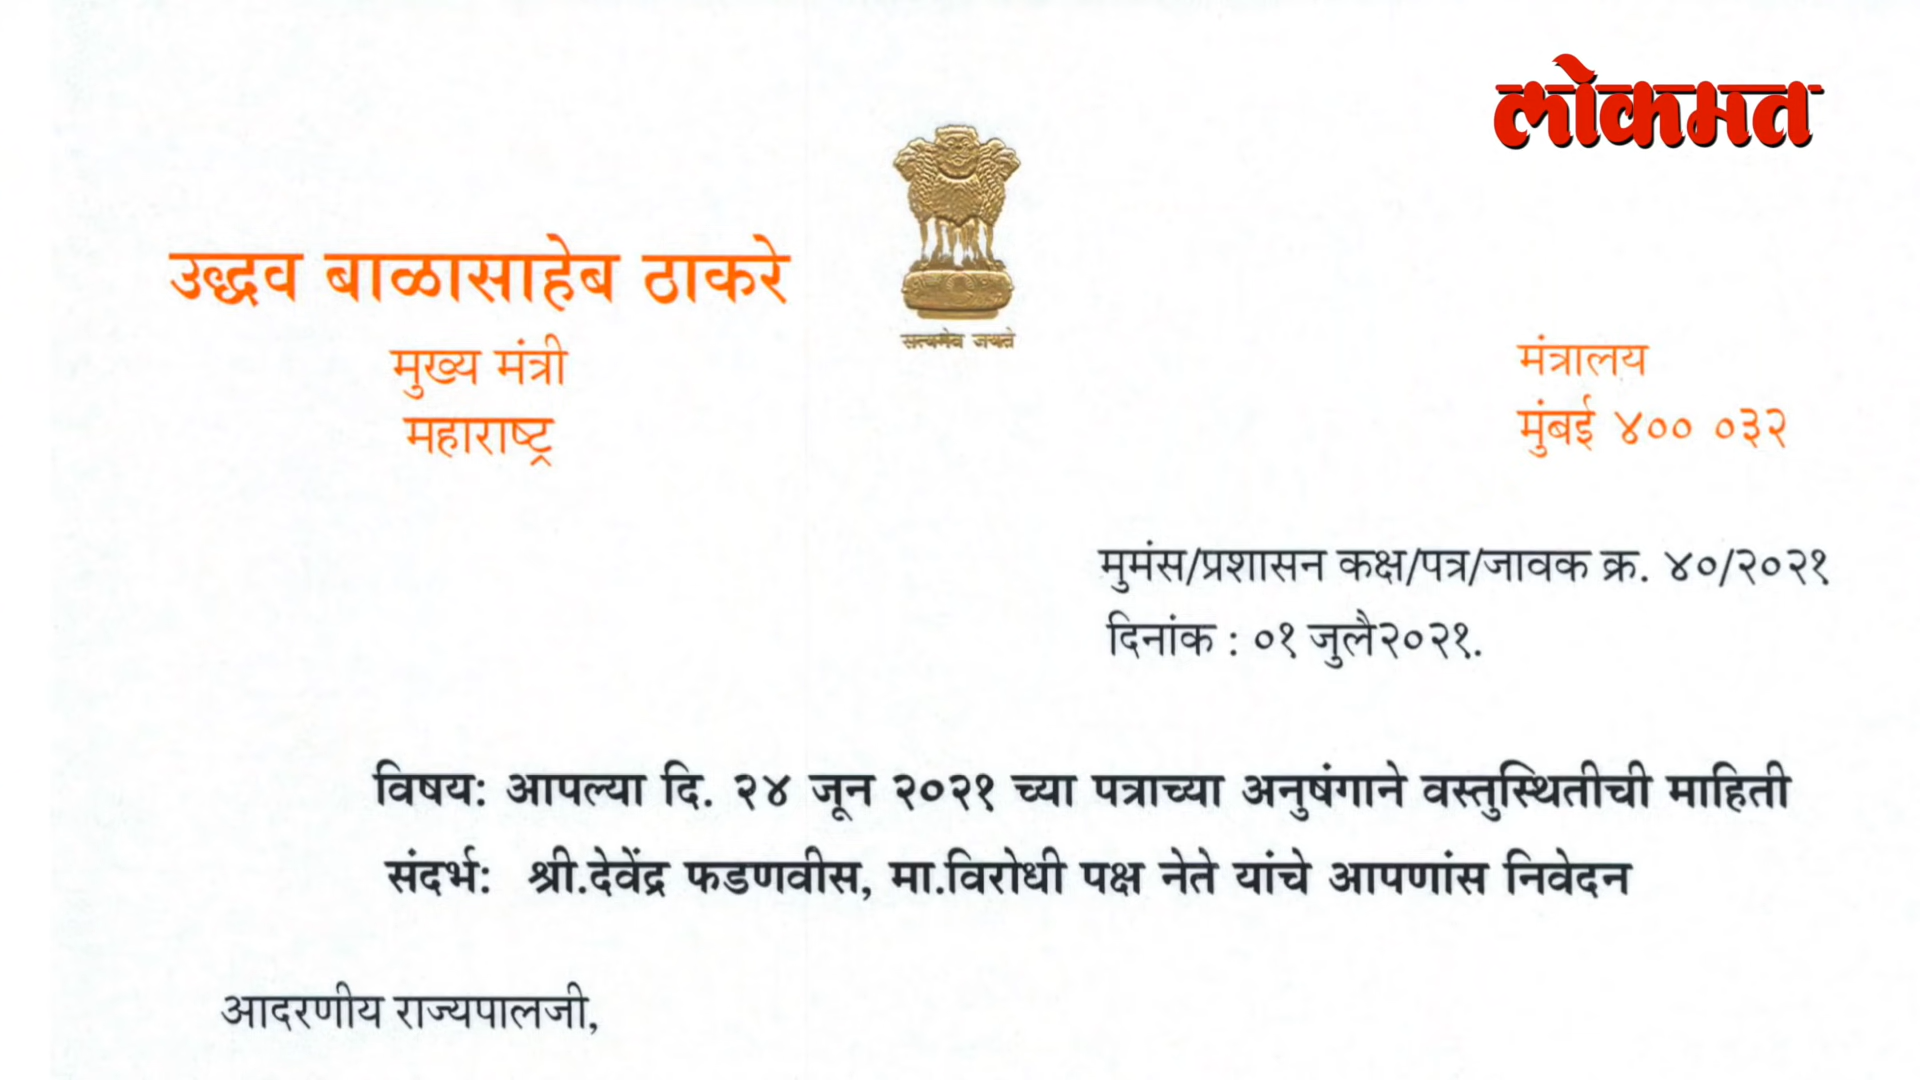 लोकमत
उद्धव बाळासाहेब ठाकरे
मुख्य मंत्री
महाराष्ट्र
सत्यमेव जयते
मंत्रालय
मुंबई ४०० ०३२
मुमंस/प्रशासन कक्ष/पत्र/जावक क्र. ४०/२०२१
दिनांक : ०१ जुलै२०२१.
विषय: आपल्या दि. २४ जून २०२१ च्या पत्राच्या अनुषंगाने वस्तुस्थितीची माहिती
संदर्भ: श्री.देवेंद्र फडणवीस, मा.विरोधी पक्ष नेते यांचे आपणांस निवेदन
आदरणीय राज्यपालजी,